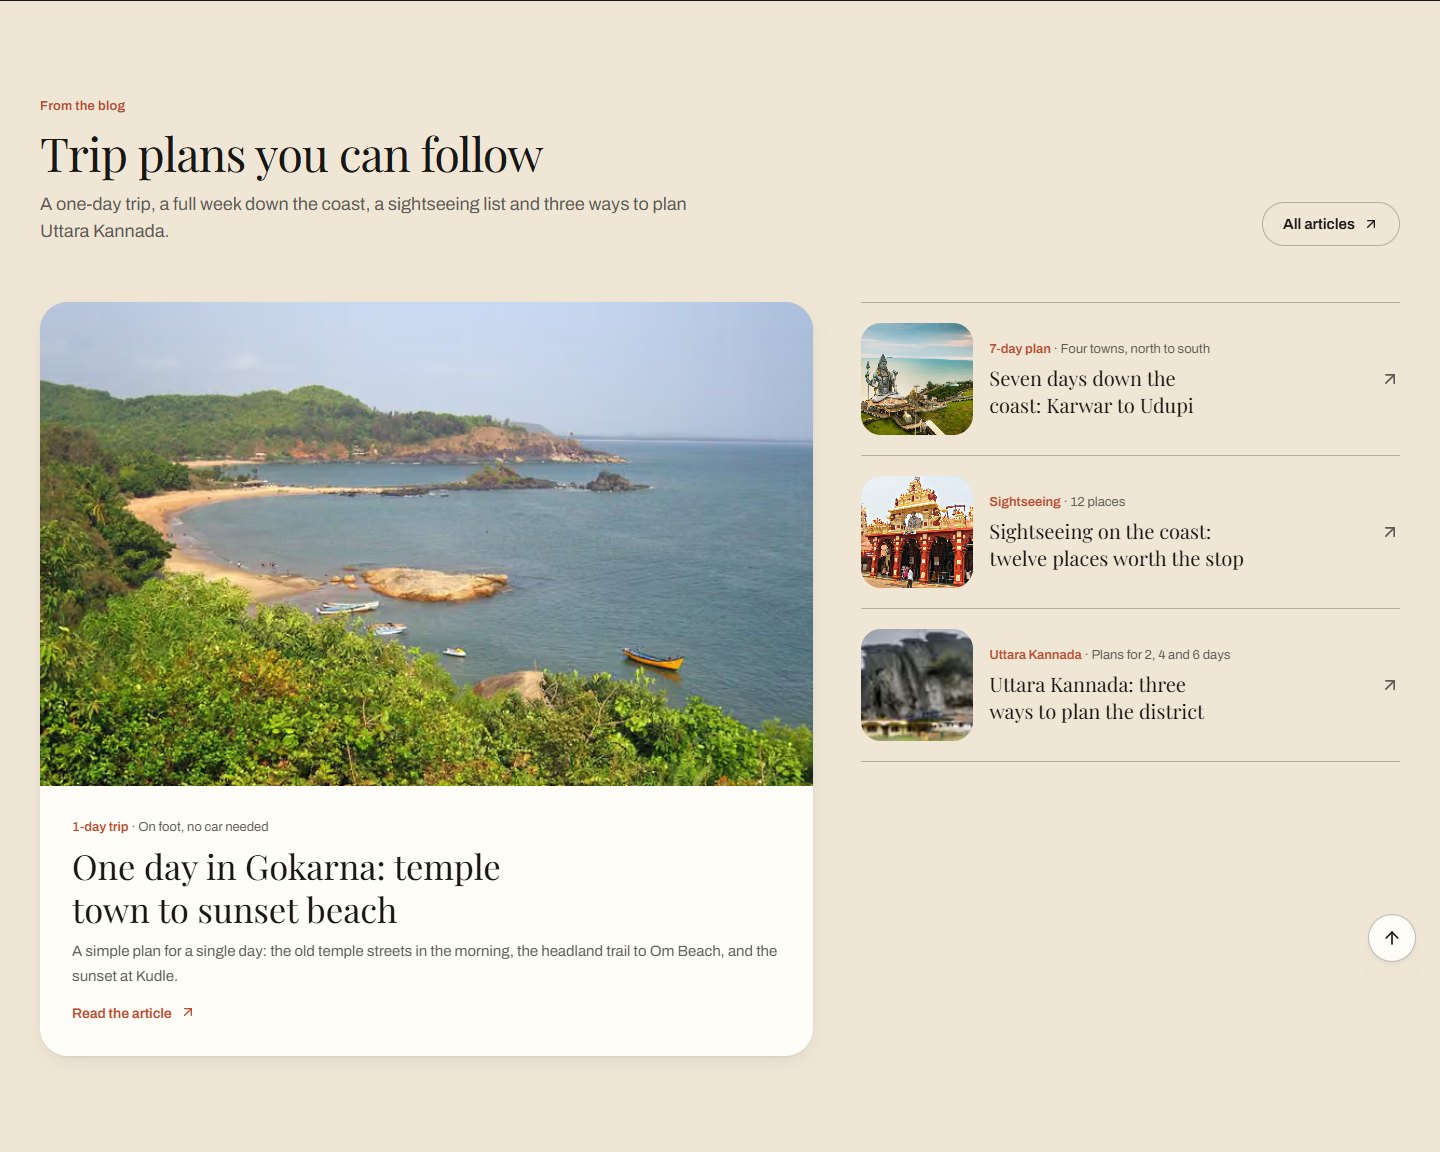 From the blog
Trip plans you can follow
A one-day trip, a full week down the coast, a sightseeing list and three ways to plan
Uttara Kannada.
All articles
1-day trip · On foot, no car needed
One day in Gokarna: temple
town to sunset beach
A simple plan for a single day: the old temple streets in the morning, the headland trail to Om Beach, and the
sunset at Kudle.
Read the article
7-day plan · Four towns, north to south
Seven days down the
coast: Karwar to Udupi
Sightseeing · 12 places
Sightseeing on the coast:
twelve places worth the stop
Uttara Kannada · Plans for 2, 4 and 6 days
Uttara Kannada: three
ways to plan the district